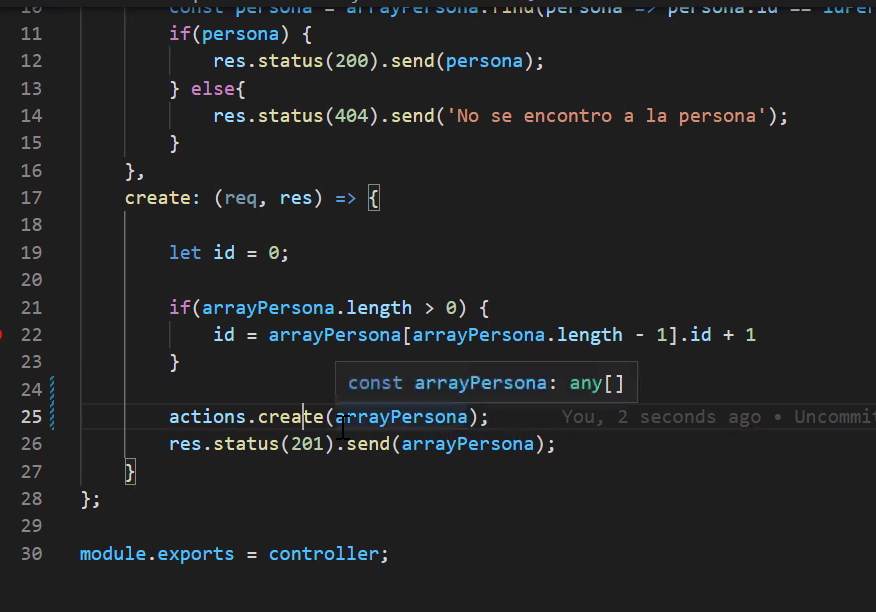 10 const persona = arrayPersona.find(persona => persona.id == idPer
11 if(persona) {
12 res.status(200).send(persona);
13 } else{
14 res.status(404).send('No se encontro a la persona');
15 }
16 },
17 create: (req, res) => {
18
19 let id = 0;
20
21 if(arrayPersona.length > 0) {
22 id = arrayPersona[arrayPersona.length - 1].id + 1
23 }
24 const arrayPersona: any[]
25 actions.create(arrayPersona); You, 2 seconds ago • Uncommit
26 res.status(201).send(arrayPersona);
27 }
28 };
29
30 module.exports = controller;